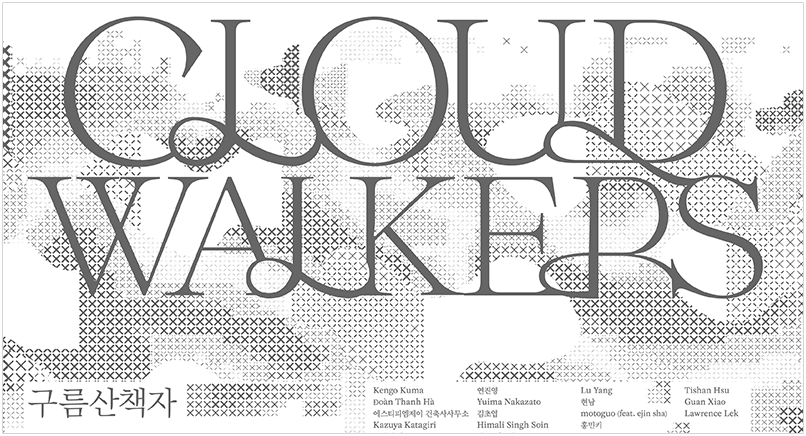 CLOUD
WALKERS
구름산책자
Kengo Kuma
Đoàn Thanh Hà
에스티피엠제이 건축사사무소
Kazuya Katagiri
연진영
Yuima Nakazato
김초엽
Himali Singh Soin
Lu Yang
현남
motoguo (feat. ejin sha)
홍민키
Tishan Hsu
Guan Xiao
Lawrence Lek